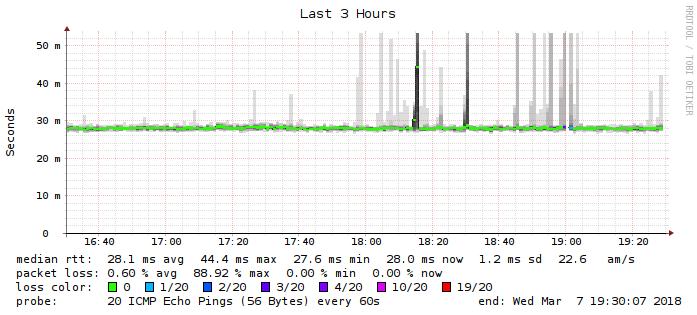 Last 3 Hours
RRDTOOL / TOBI OETIKER
Seconds
50 m
40 m
30 m
20 m
10 m
0
16:40 17:00 17:20 17:40 18:00 18:20 18:40 19:00 19:20
median rtt: 28.1 ms avg 44.4 ms max 27.6 ms min 28.0 ms now 1.2 ms sd 22.6 am/s
packet loss: 0.60 % avg 88.92 % max 0.00 % min 0.00 % now
loss color: 0 1/20 2/20 3/20 4/20 10/20 19/20
probe: 20 ICMP Echo Pings (56 Bytes) every 60s end: Wed Mar 7 19:30:07 2018